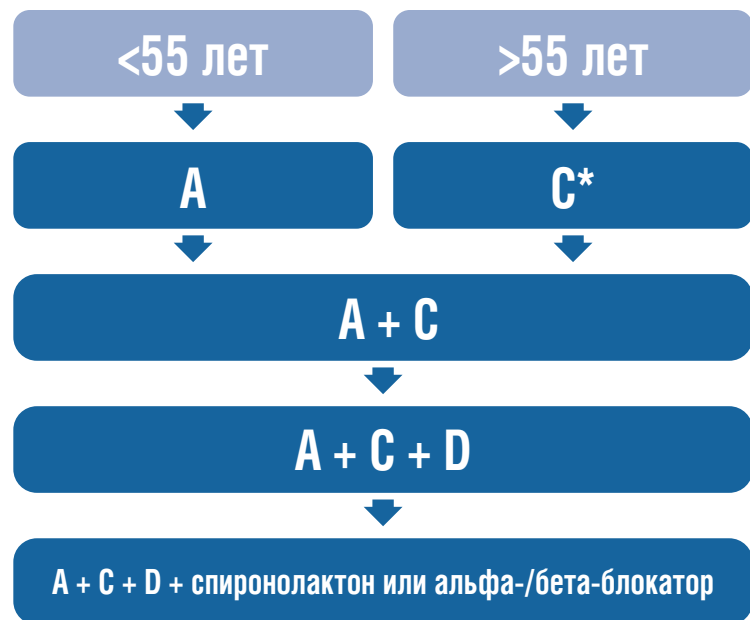 <55 лет
>55 лет
A
C*
A + C
A + C + D
A + C + D + спиронолактон или альфа-/бета-блокатор